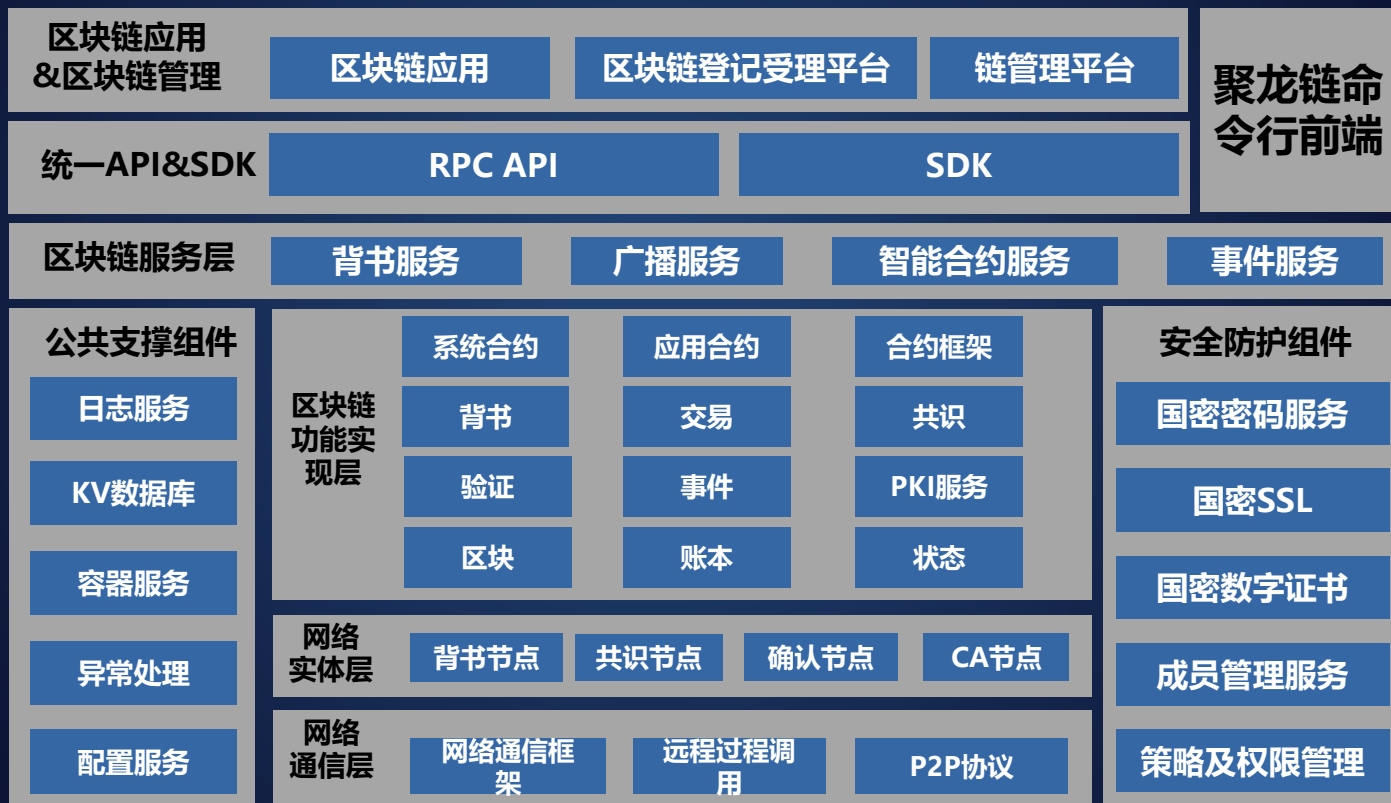 区块链应用
&区块链管理
区块链应用
区块链登记受理平台
链管理平台
聚龙链命
令行前端
统一API&SDK
RPC API
SDK
区块链服务层
背书服务
广播服务
智能合约服务
事件服务
公共支撑组件
日志服务
KV数据库
容器服务
异常处理
配置服务
区块链
功能实
现层
系统合约
应用合约
合约框架
背书
交易
共识
验证
事件
PKI服务
区块
账本
状态
网络
实体层
背书节点
共识节点
确认节点
CA节点
网络
通信层
网络通信框
架
远程过程调
用
P2P协议
安全防护组件
国密密码服务
国密SSL
国密数字证书
成员管理服务
策略及权限管理